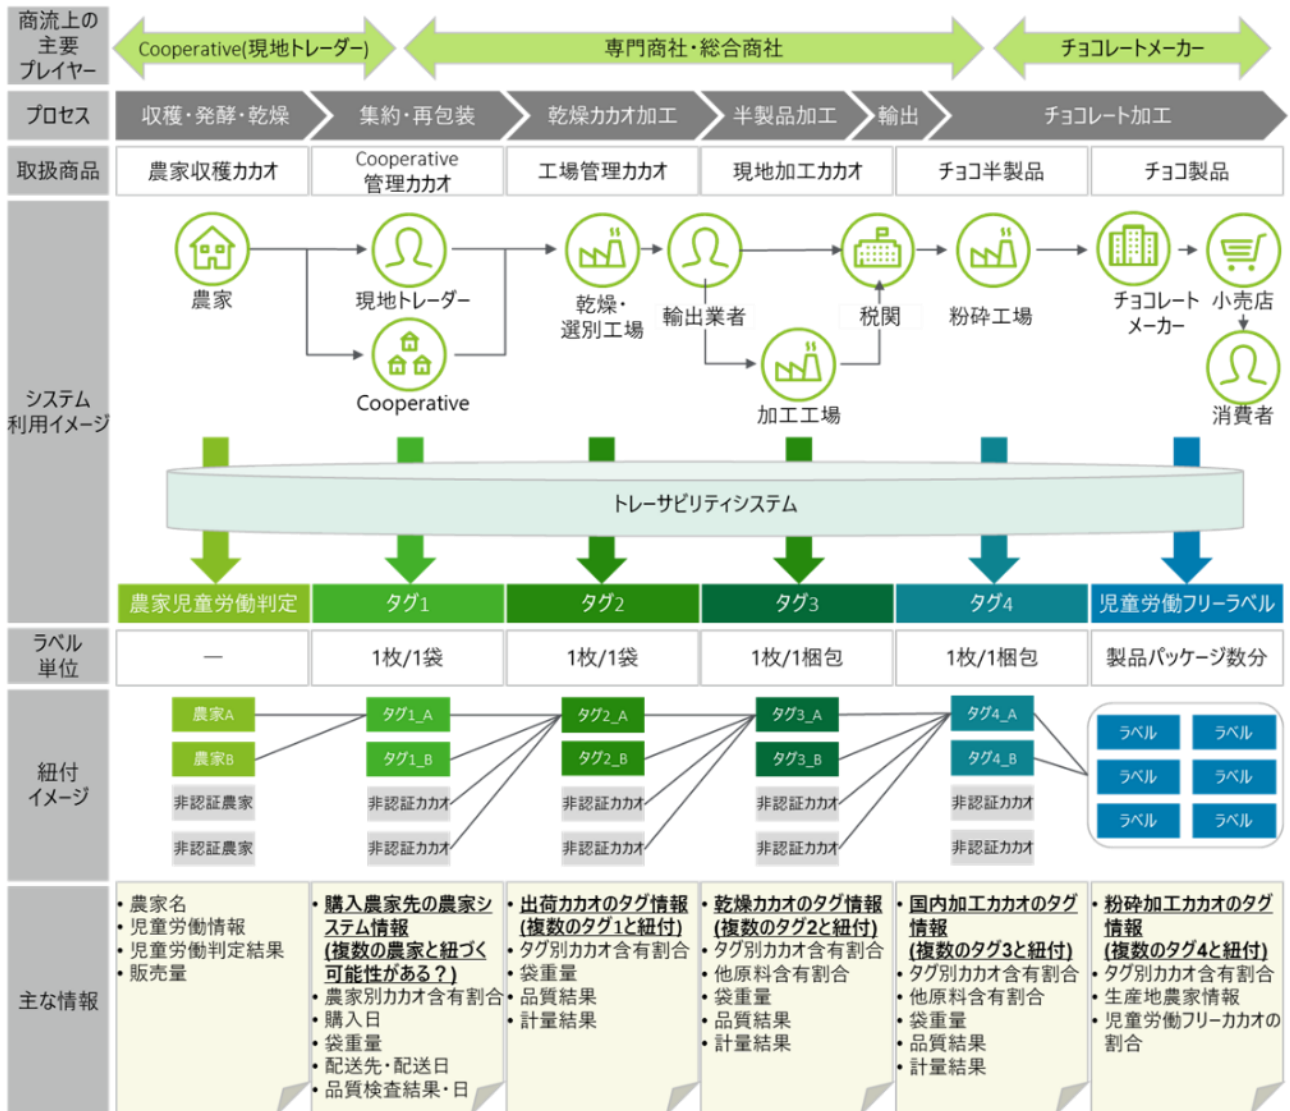 商流上の
主要
プレイヤー
Cooperative(現地トレーダー)
専門商社・総合商社
チョコレートメーカー
プロセス
収穫・発酵・乾燥
集約・再包装
乾燥カカオ加工
半製品加工
輸出
チョコレート加工
取扱商品
農家収穫カカオ
Cooperative
管理カカオ
工場管理カカオ
現地加工カカオ
チョコ半製品
チョコ製品
システム
利用イメージ
農家
現地トレーダー
Cooperative
乾燥・
選別工場
輸出業者
加工工場
税関
粉砕工場
チョコレート
メーカー
小売店
消費者
トレーサビリティシステム
農家児童労働判定
タグ1
タグ2
タグ3
タグ4
児童労働フリーラベル
ラベル
単位
―
1枚/1袋
1枚/1袋
1枚/1梱包
1枚/1梱包
製品パッケージ数分
紐付
イメージ
農家A
タグ1_A
タグ2_A
タグ3_A
タグ4_A
農家B
タグ1_B
タグ2_B
タグ3_B
タグ4_B
非認証農家
非認証カカオ
非認証カカオ
非認証カカオ
非認証カカオ
非認証農家
非認証カカオ
非認証カカオ
非認証カカオ
非認証カカオ
ラベル
ラベル
ラベル
ラベル
ラベル
ラベル
主な情報
・農家名
・児童労働情報
・児童労働判定結果
・販売量
・購入農家先の農家シ
ステム情報
(複数の農家と紐づく
可能性がある？)
・農家別カカオ含有割合
・購入日
・袋重量
・配送先・配送日
・品質検査結果・日
・出荷カカオのタグ情報
(複数のタグ1と紐付)
・タグ別カカオ含有割合
・袋重量
・品質結果
・計量結果
・乾燥カカオのタグ情報
(複数のタグ2と紐付)
・タグ別カカオ含有割合
・他原料含有割合
・袋重量
・品質結果
・計量結果
・国内加工カカオのタグ
情報
(複数のタグ3と紐付)
・タグ別カカオ含有割合
・他原料含有割合
・袋重量
・品質結果
・計量結果
・粉砕加工カカオのタグ
情報
(複数のタグ4と紐付)
・タグ別カカオ含有割合
・生産地農家情報
・児童労働フリーカカオの
割合